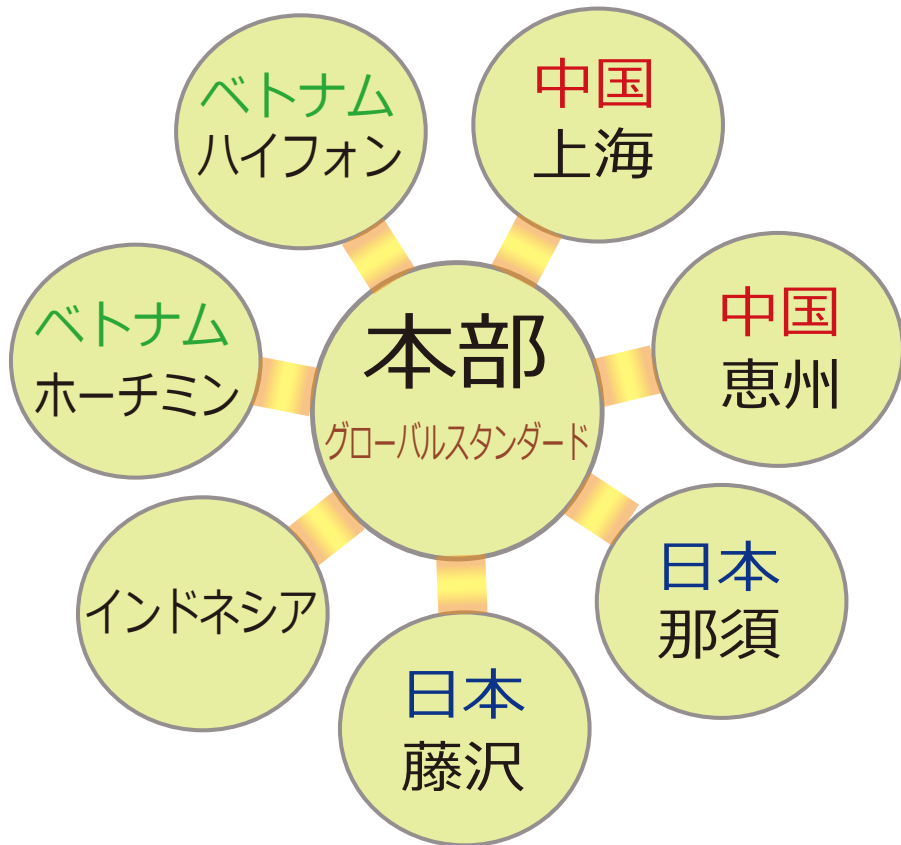 ベトナム
ハイフォン
中国
上海
ベトナム
ホーチミン
本部
グローバルスタンダード
中国
恵州
インドネシア
日本
那須
日本
藤沢